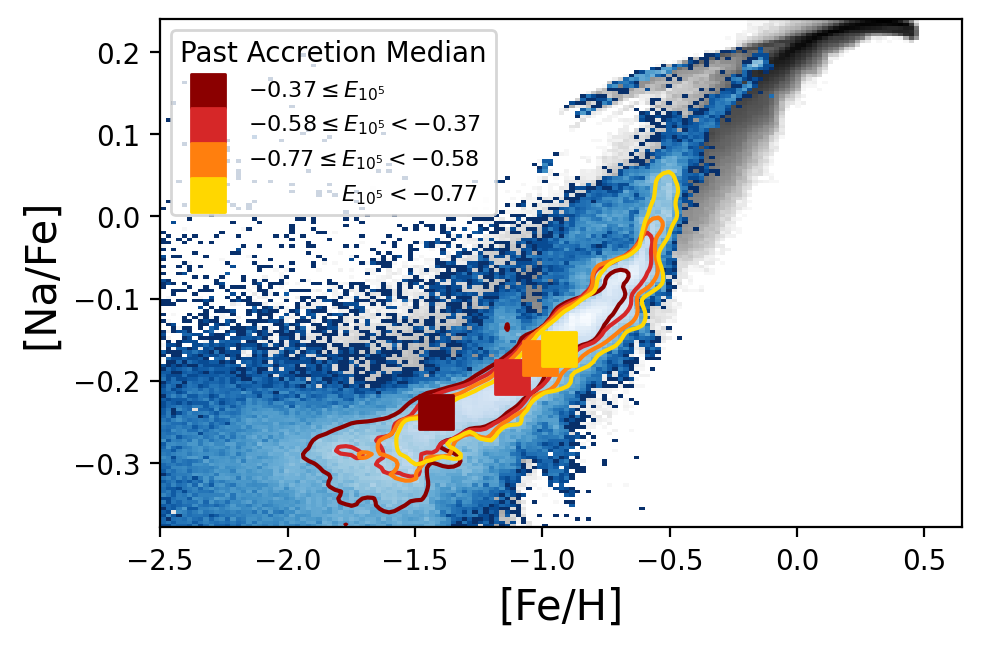 Past Accretion Median
−0.37 ≤ E₁₀⁵
−0.58 ≤ E₁₀⁵ < −0.37
−0.77 ≤ E₁₀⁵ < −0.58
E₁₀⁵ < −0.77
0.2
0.1
0.0
−0.1
−0.2
−0.3
[Na/Fe]
−2.5 −2.0 −1.5 −1.0 −0.5 0.0 0.5
[Fe/H]